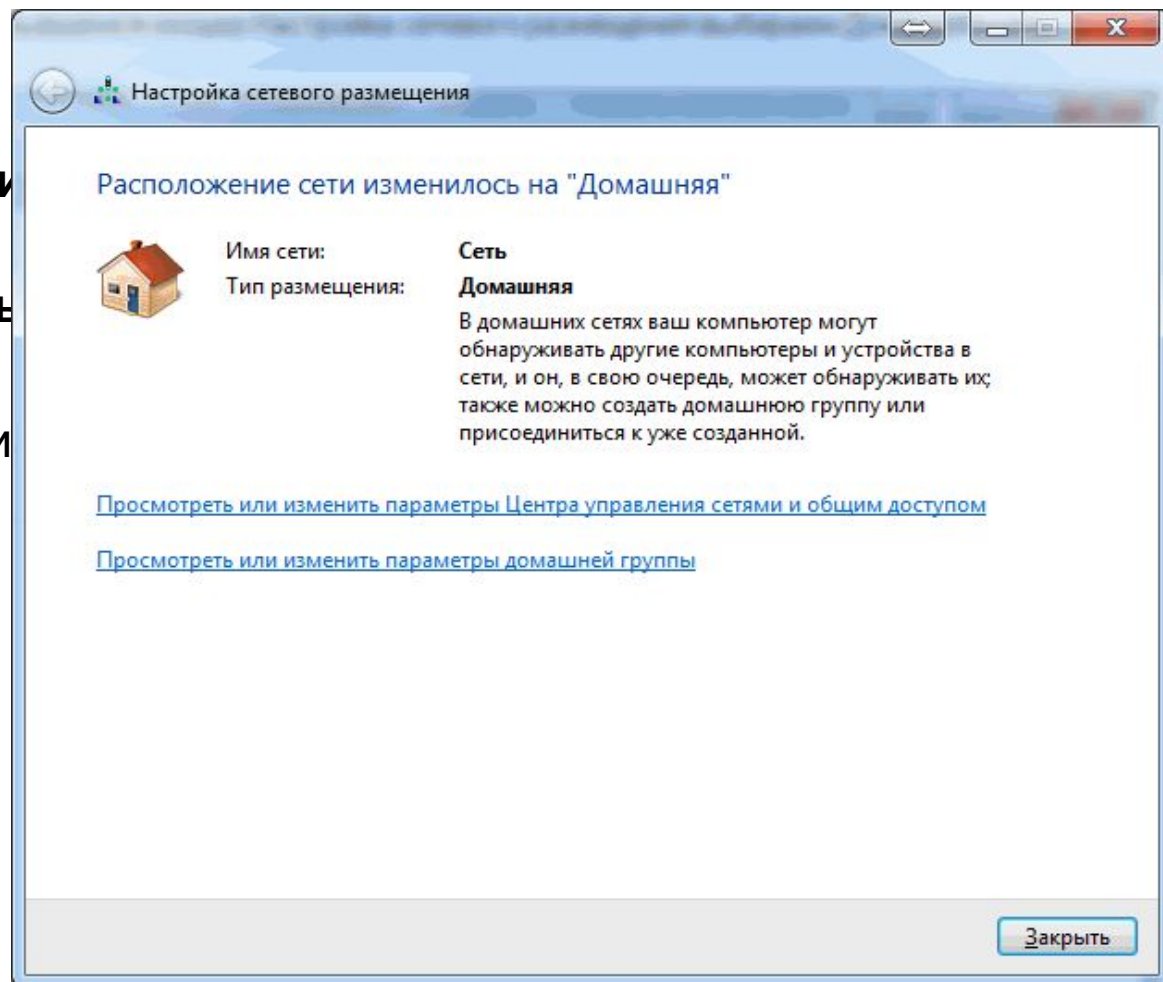 Настройка сетевого размещения
Расположение сети изменилось на "Домашняя"
Имя сети: Сеть
Тип размещения: Домашняя
В домашних сетях ваш компьютер могут
обнаруживать другие компьютеры и устройства в
сети, и он, в свою очередь, может обнаруживать их;
также можно создать домашнюю группу или
присоединиться к уже созданной.
Просмотреть или изменить параметры Центра управления сетями и общим доступом
Просмотреть или изменить параметры домашней группы
Закрыть